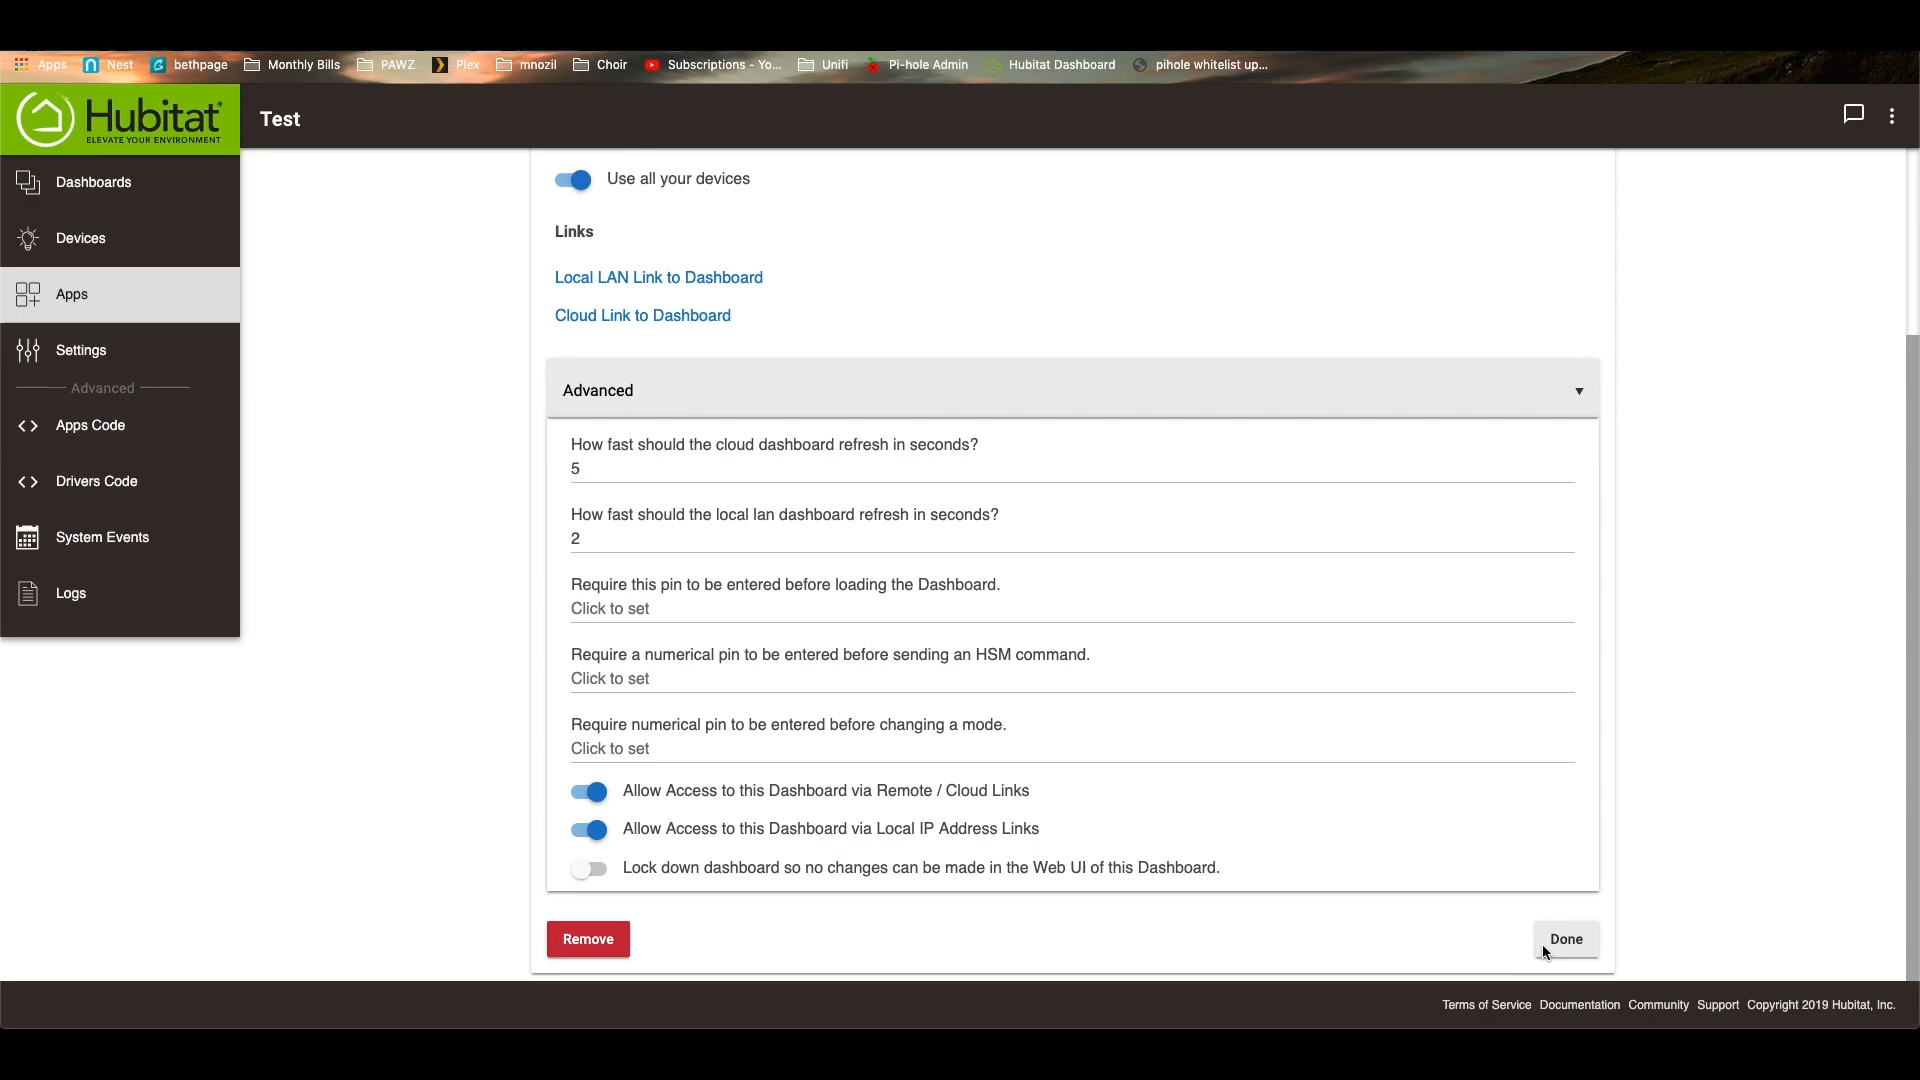 Apps Nest bethpage Monthly Bills PAWZ Plex mnozil Choir Subscriptions - Yo... Unifi Pi-hole Admin Hubitat Dashboard pihole whitelist up...
Hubitat®
ELEVATE YOUR ENVIRONMENT
Test
Dashboards
Devices
Apps
Settings
Advanced
Apps Code
Drivers Code
System Events
Logs
Use all your devices
Links
Local LAN Link to Dashboard
Cloud Link to Dashboard
Advanced
How fast should the cloud dashboard refresh in seconds?
5
How fast should the local lan dashboard refresh in seconds?
2
Require this pin to be entered before loading the Dashboard.
Click to set
Require a numerical pin to be entered before sending an HSM command.
Click to set
Require numerical pin to be entered before changing a mode.
Click to set
Allow Access to this Dashboard via Remote / Cloud Links
Allow Access to this Dashboard via Local IP Address Links
Lock down dashboard so no changes can be made in the Web UI of this Dashboard.
Remove
Done
Terms of Service Documentation Community Support Copyright 2019 Hubitat, Inc.